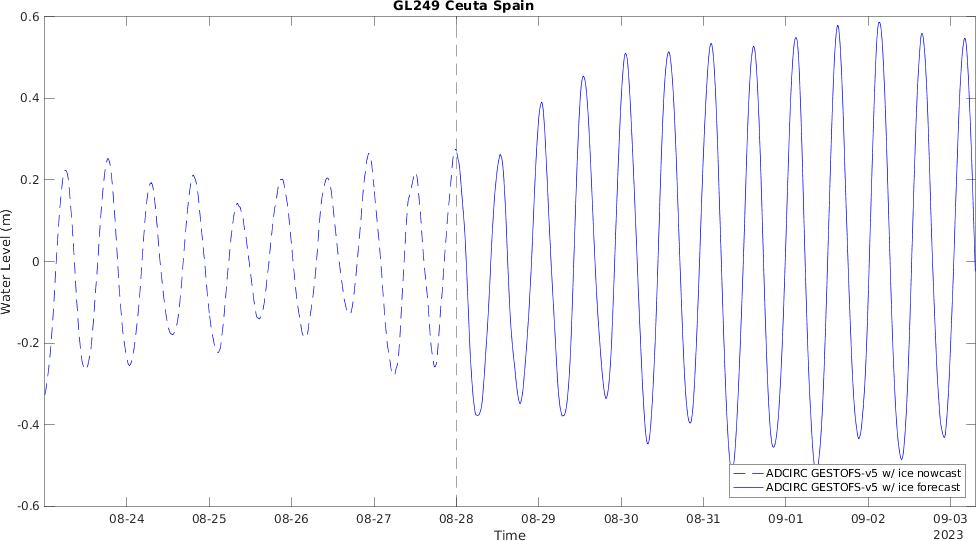 GL249 Ceuta Spain
Water Level (m)
0.6
0.4
0.2
0
-0.2
-0.4
-0.6
ADCIRC GESTOFS-v5 w/ ice nowcast
ADCIRC GESTOFS-v5 w/ ice forecast
08-24 08-25 08-26 08-27 08-28 08-29 08-30 08-31 09-01 09-02 09-03
Time
2023